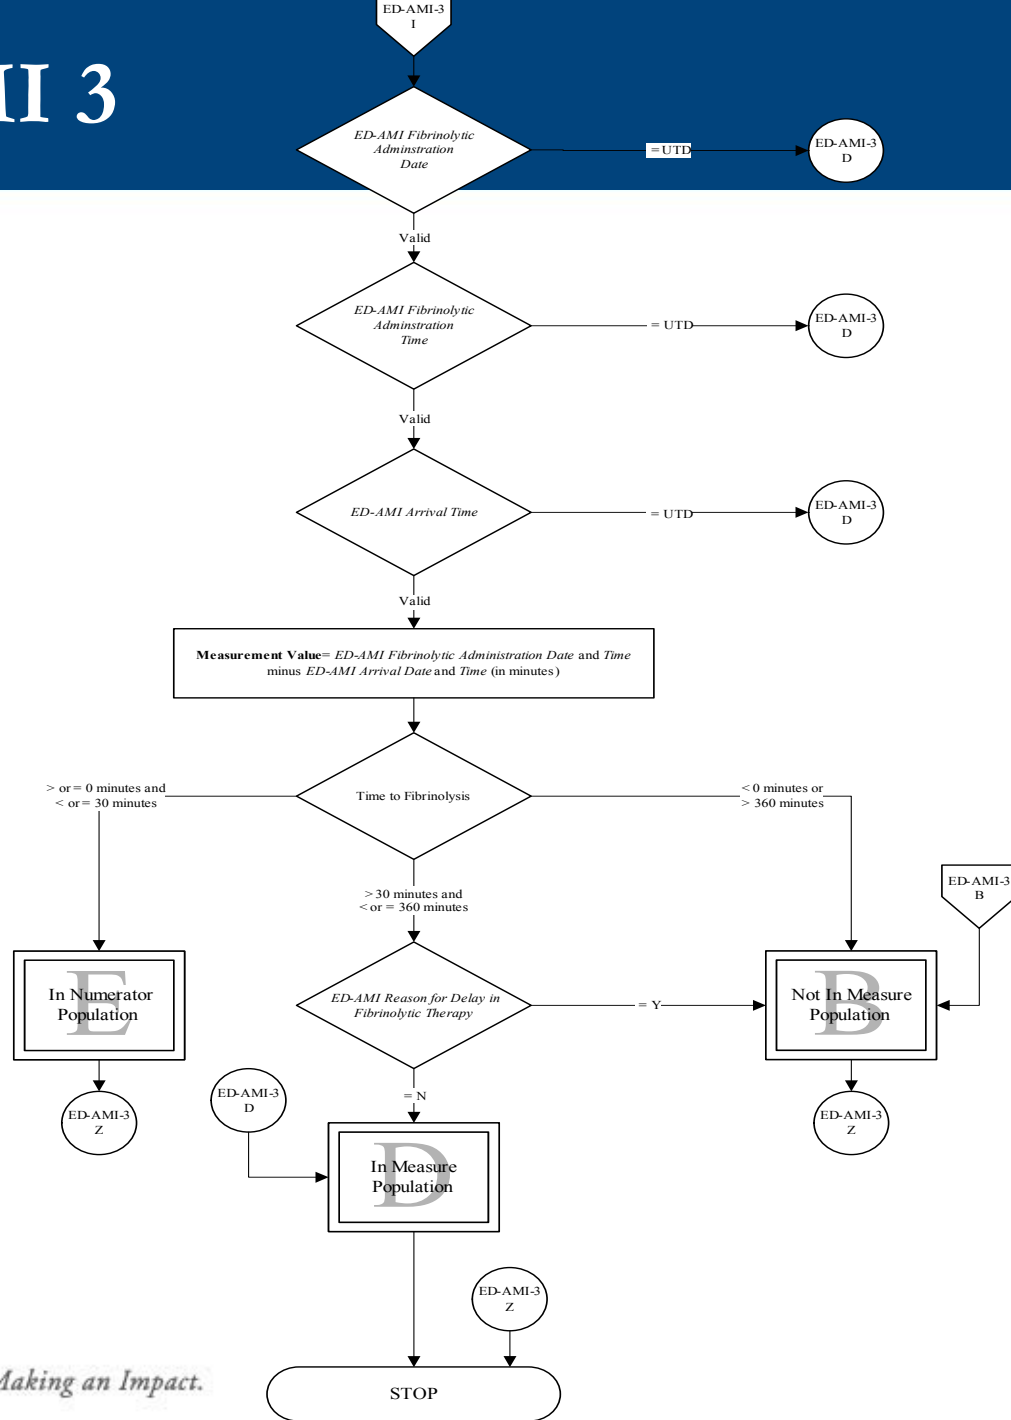 ED-AMI-3
I
MI 3
ED-AMI Fibrinolytic
Adminstration
Date
=UTD
ED-AMI-3
D
Valid
ED-AMI Fibrinolytic
Adminstration
Time
= UTD
ED-AMI-3
D
Valid
ED-AMI Arrival Time
= UTD
ED-AMI-3
D
Valid
Measurement Value= ED-AMI Fibrinolytic Administration Date and Time
minus ED-AMI Arrival Date and Time (in minutes)
> or = 0 minutes and
< or = 30 minutes
Time to Fibrinolysis
< 0 minutes or
> 360 minutes
>30 minutes and
< or = 360 minutes
ED-AMI-3
B
E
In Numerator
Population
ED-AMI Reason for Delay in
Fibrinolytic Therapy
= Y
B
Not In Measure
Population
= N
ED-AMI-3
D
ED-AMI-3
Z
ED-AMI-3
Z
D
In Measure
Population
ED-AMI-3
Z
Making an Impact.
STOP